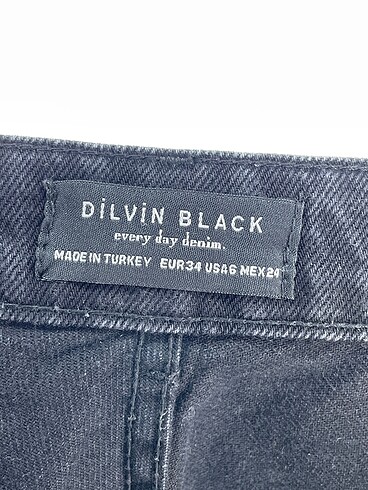 DİLVİN BLACK
every day denim.
MADE IN TURKEY EUR34 USA6 MEX24